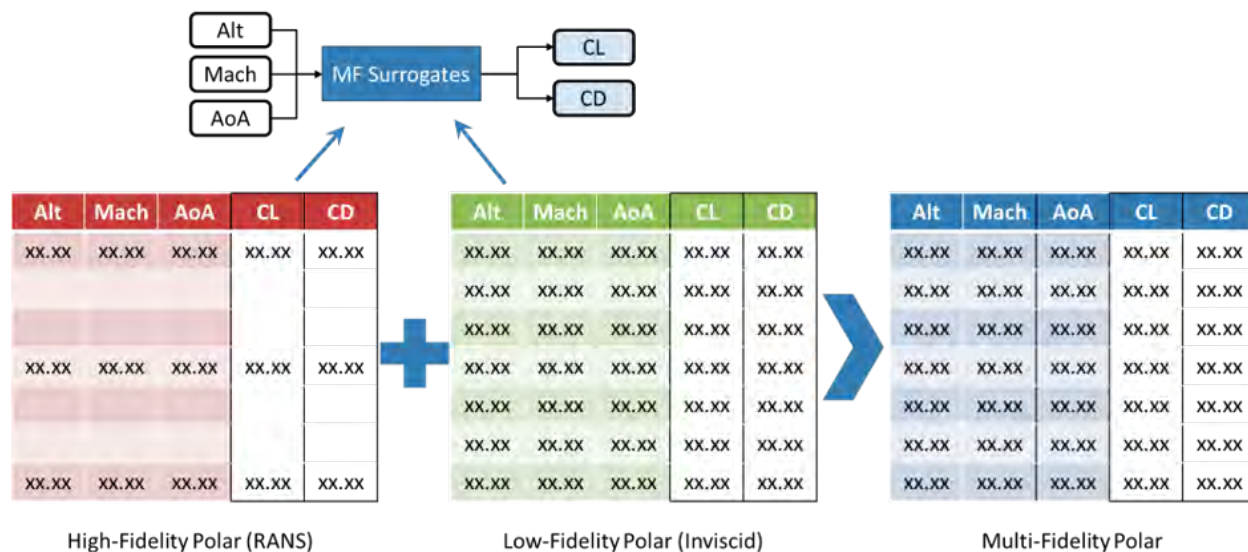 Alt
Mach
AoA
MF Surrogates
CL
CD
Alt Mach AoA CL CD
xx.xx xx.xx xx.xx xx.xx xx.xx
xx.xx xx.xx xx.xx xx.xx xx.xx
xx.xx xx.xx xx.xx xx.xx xx.xx
High-Fidelity Polar (RANS)
Alt Mach AoA CL CD
xx.xx xx.xx xx.xx xx.xx xx.xx
xx.xx xx.xx xx.xx xx.xx xx.xx
xx.xx xx.xx xx.xx xx.xx xx.xx
xx.xx xx.xx xx.xx xx.xx xx.xx
xx.xx xx.xx xx.xx xx.xx xx.xx
xx.xx xx.xx xx.xx xx.xx xx.xx
xx.xx xx.xx xx.xx xx.xx xx.xx
Low-Fidelity Polar (Inviscid)
Alt Mach AoA CL CD
xx.xx xx.xx xx.xx xx.xx xx.xx
xx.xx xx.xx xx.xx xx.xx xx.xx
xx.xx xx.xx xx.xx xx.xx xx.xx
xx.xx xx.xx xx.xx xx.xx xx.xx
xx.xx xx.xx xx.xx xx.xx xx.xx
xx.xx xx.xx xx.xx xx.xx xx.xx
xx.xx xx.xx xx.xx xx.xx xx.xx
Multi-Fidelity Polar